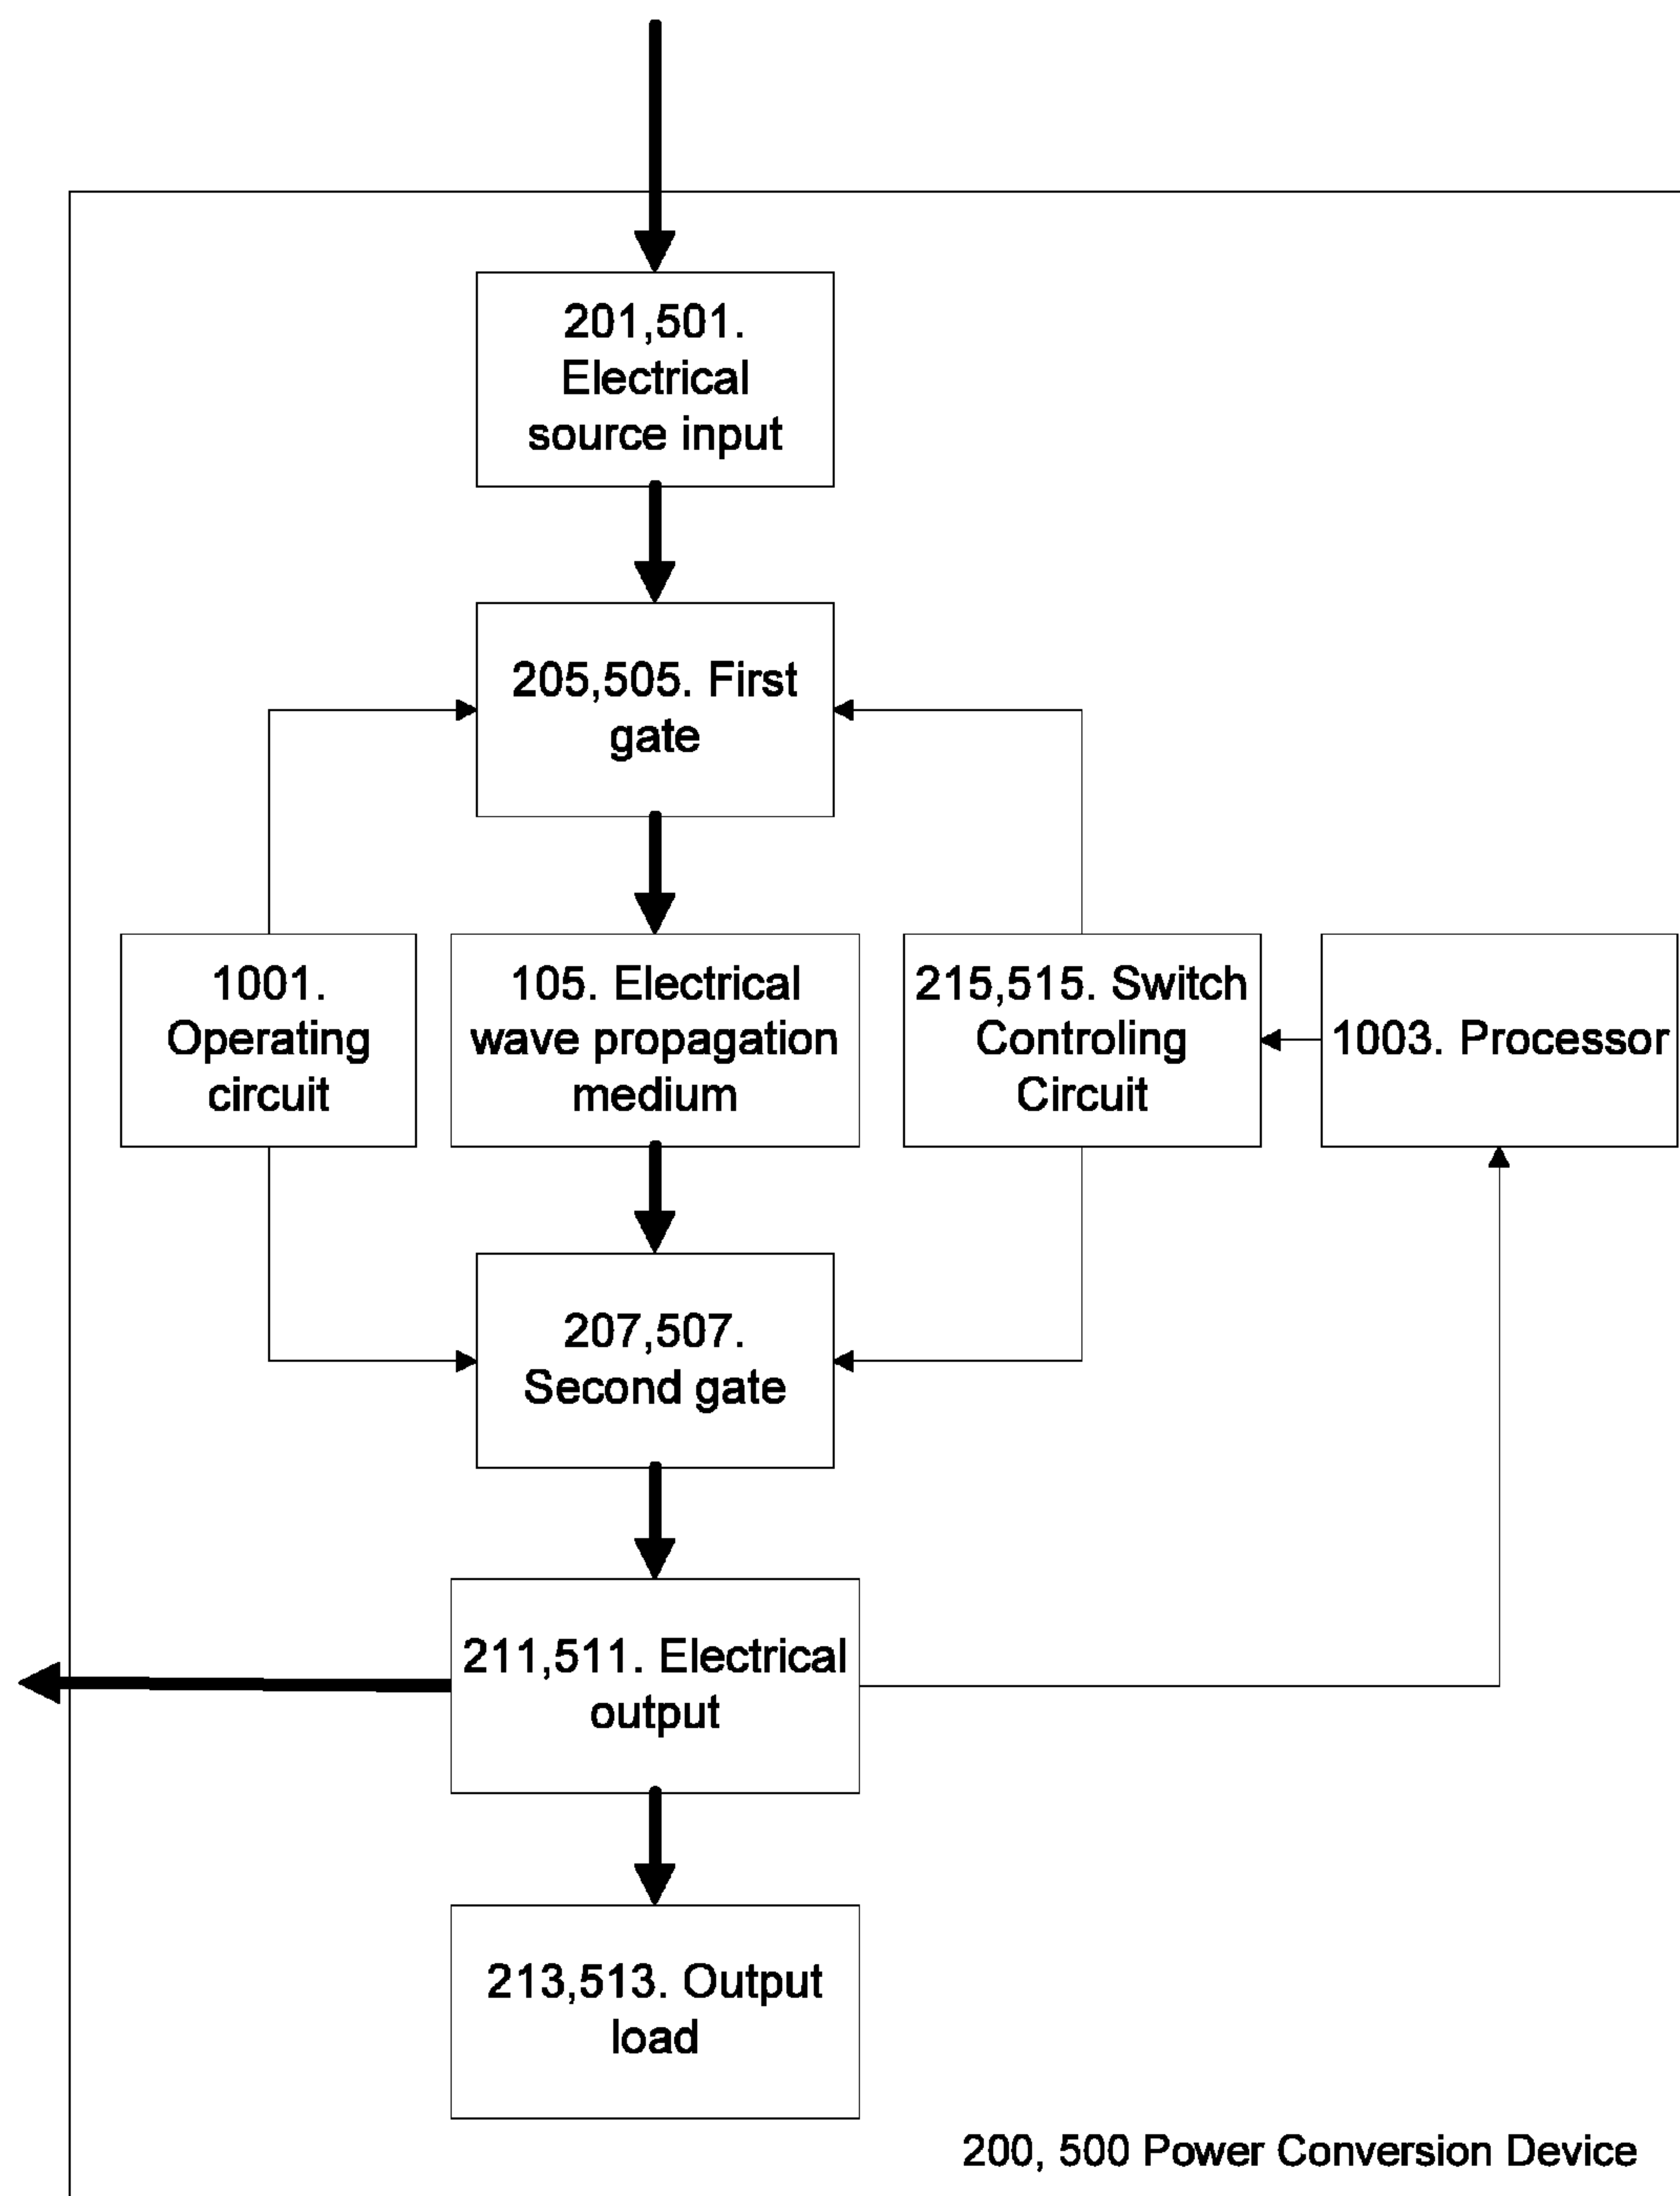 201,501.
Electrical
source input
205,505. First
gate
1001.
Operating
circuit
105. Electrical
wave propagation
medium
215,515. Switch
Controling
Circuit
1003. Processor
207,507.
Second gate
211,511. Electrical
output
213,513. Output
load
200, 500 Power Conversion Device